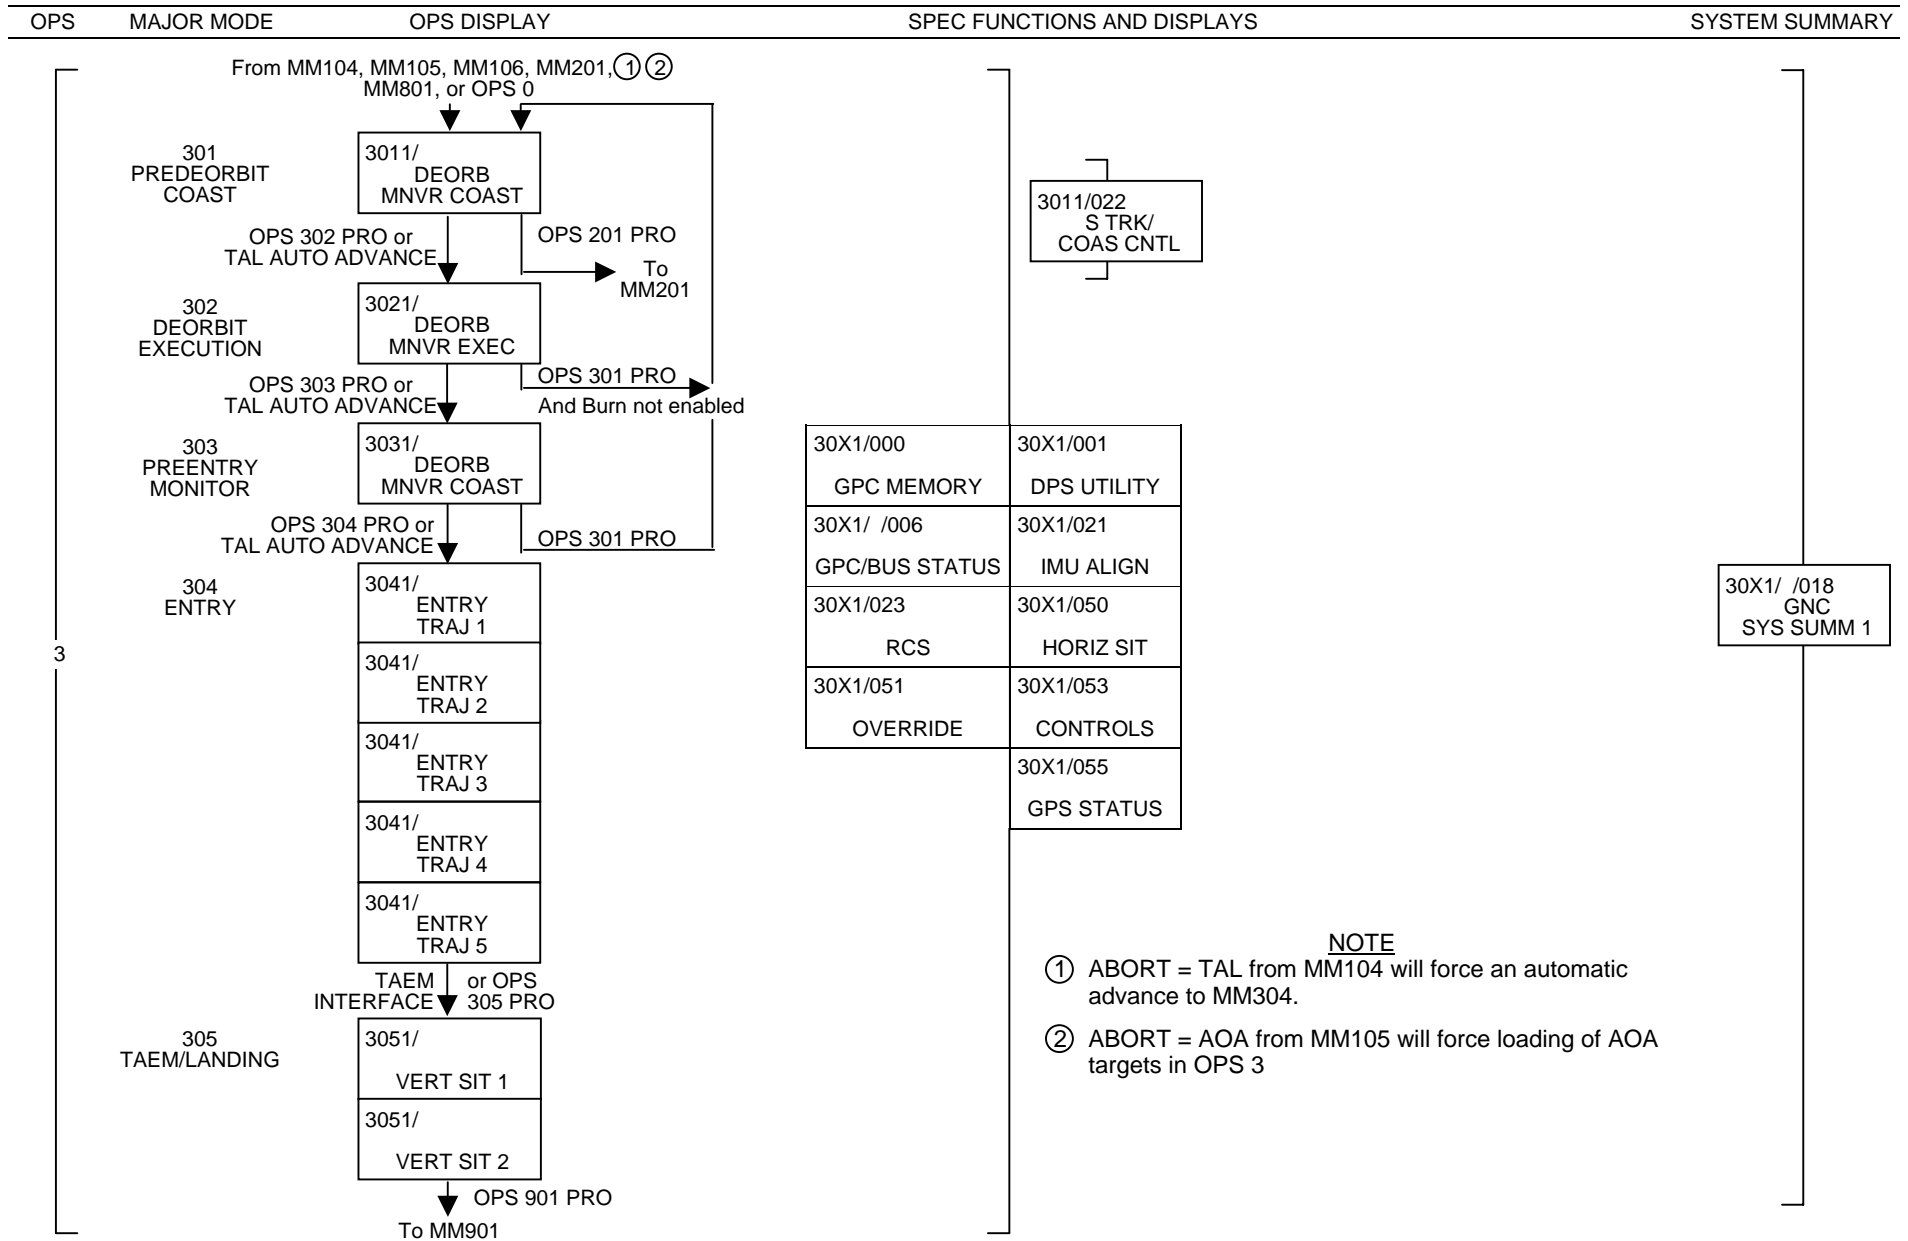 OPS MAJOR MODE OPS DISPLAY SPEC FUNCTIONS AND DISPLAYS SYSTEM SUMMARY
From MM104, MM105, MM106, MM201, 1 2
MM801, or OPS 0
301
PREDEORBIT
COAST
3011/
DEORB
MNVR COAST
3011/022
S TRK/
COAS CNTL
OPS 302 PRO or
TAL AUTO ADVANCE
OPS 201 PRO
To
MM201
302
DEORBIT
EXECUTION
3021/
DEORB
MNVR EXEC
OPS 303 PRO or
TAL AUTO ADVANCE
OPS 301 PRO
And Burn not enabled
303
PREENTRY
MONITOR
3031/
DEORB
MNVR COAST
OPS 304 PRO or
TAL AUTO ADVANCE
OPS 301 PRO
304
ENTRY
3041/
ENTRY
TRAJ 1
3
3041/
ENTRY
TRAJ 2
3041/
ENTRY
TRAJ 3
3041/
ENTRY
TRAJ 4
3041/
ENTRY
TRAJ 5
TAEM
INTERFACE
or OPS
305 PRO
305
TAEM/LANDING
3051/
VERT SIT 1
3051/
VERT SIT 2
OPS 901 PRO
To MM901
30X1/000
GPC MEMORY
30X1/001
DPS UTILITY
30X1/ /006
GPC/BUS STATUS
30X1/021
IMU ALIGN
30X1/023
RCS
30X1/050
HORIZ SIT
30X1/051
OVERRIDE
30X1/053
CONTROLS
30X1/055
GPS STATUS
30X1/ /018
GNC
SYS SUMM 1
NOTE
1 ABORT = TAL from MM104 will force an automatic
advance to MM304.
2 ABORT = AOA from MM105 will force loading of AOA
targets in OPS 3